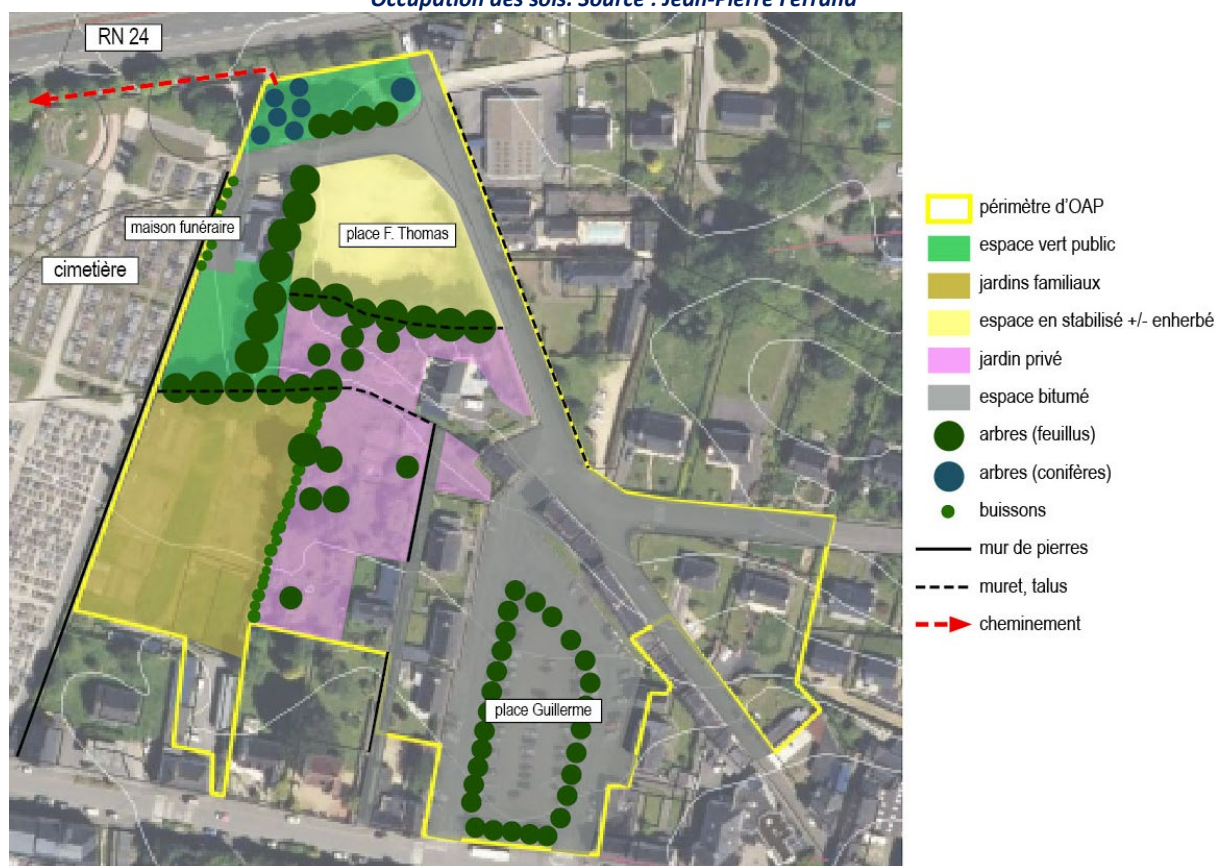 Occupation des sols. Source : Jean-Pierre Ferrand
RN 24
maison funéraire
place F. Thomas
cimetière
place Guillerme
périmètre d'OAP
espace vert public
jardins familiaux
espace en stabilisé +/- enherbé
jardin privé
espace bitumé
arbres (feuillus)
arbres (conifères)
buissons
mur de pierres
muret, talus
cheminement